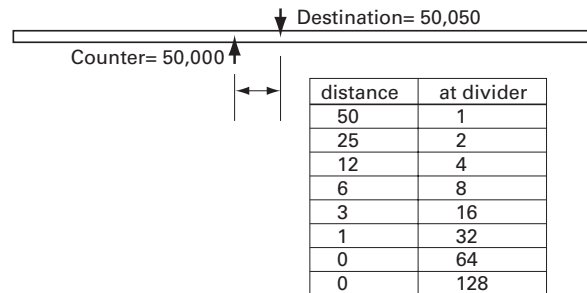 Destination= 50,050
Counter= 50,000
distance at divider
50 1
25 2
12 4
6 8
3 16
1 32
0 64
0 128